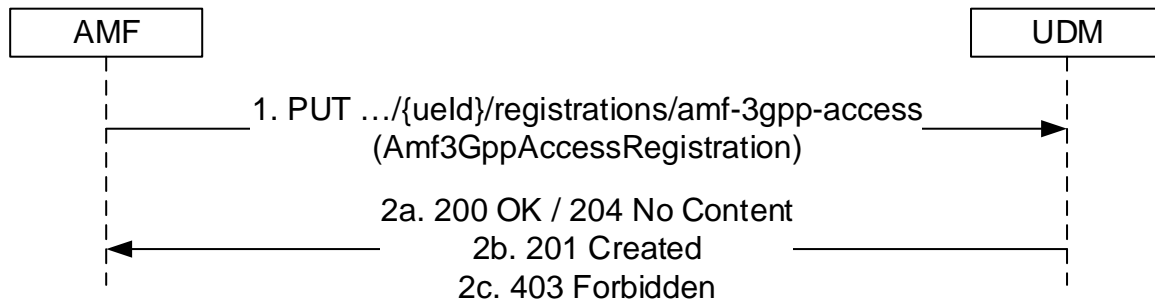 AMF
UDM
1. PUT …/{ueId}/registrations/amf-3gpp-access
(Amf3GppAccessRegistration)
2a. 200 OK / 204 No Content
2b. 201 Created
2c. 403 Forbidden